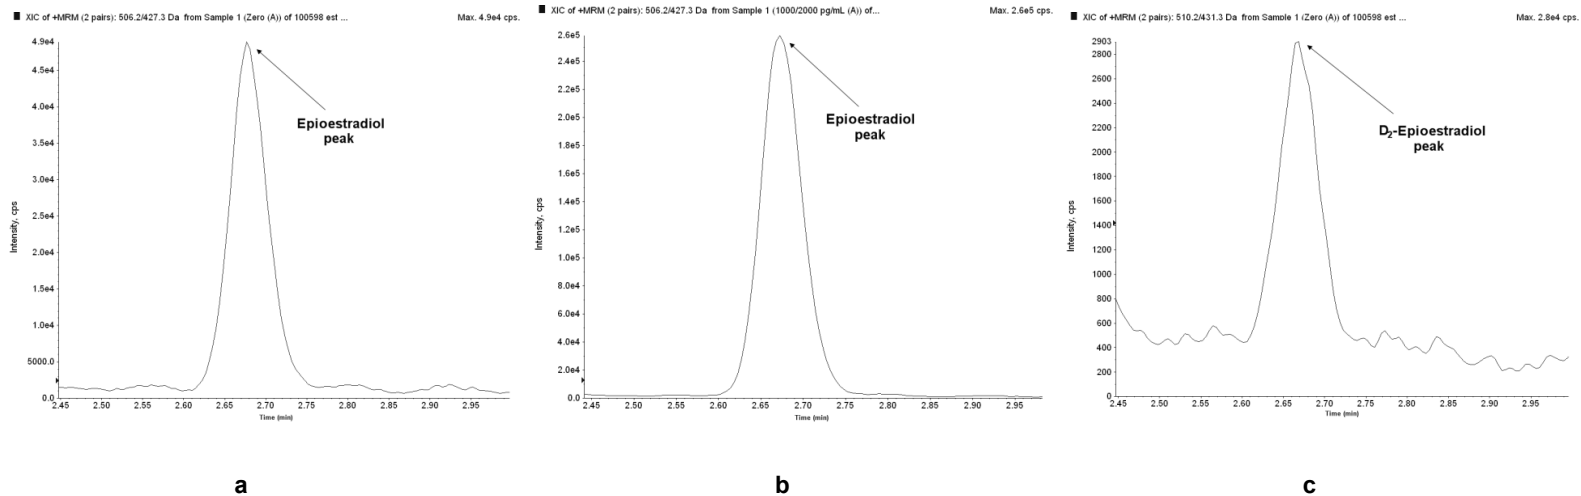 XIC of +MRM (2 pairs): 506.2/427.3 Da from Sample 1 (Zero (A)) of 100598 est ...
Max. 4.9e4 cps.
4.9e4
4.5e4
4.0e4
3.5e4
3.0e4
2.5e4
2.0e4
1.5e4
1.0e4
5000.0
0.0
Intensity, cps
Epioestradiol
peak
2.45 2.50 2.55 2.60 2.65 2.70 2.75 2.80 2.85 2.90 2.95
Time (min)
a
XIC of +MRM (2 pairs): 506.2/427.3 Da from Sample 1 (1000/2000 pg/mL (A)) of...
Max. 2.6e5 cps.
2.6e5
2.4e5
2.2e5
2.0e5
1.8e5
1.6e5
1.4e5
1.2e5
1.0e5
8.0e4
6.0e4
4.0e4
2.0e4
0.0
Intensity, cps
Epioestradiol
peak
2.45 2.50 2.55 2.60 2.65 2.70 2.75 2.80 2.85 2.90 2.95
Time (min)
b
XIC of +MRM (2 pairs): 510.2/431.3 Da from Sample 1 (Zero (A)) of 100598 est ...
Max. 2.8e4 cps.
2903
2800
2600
2400
2200
2000
1800
1600
1400
1200
1000
800
600
400
200
0
Intensity, cps
D₂-Epioestradiol
peak
2.45 2.50 2.55 2.60 2.65 2.70 2.75 2.80 2.85 2.90 2.95
Time (min)
c